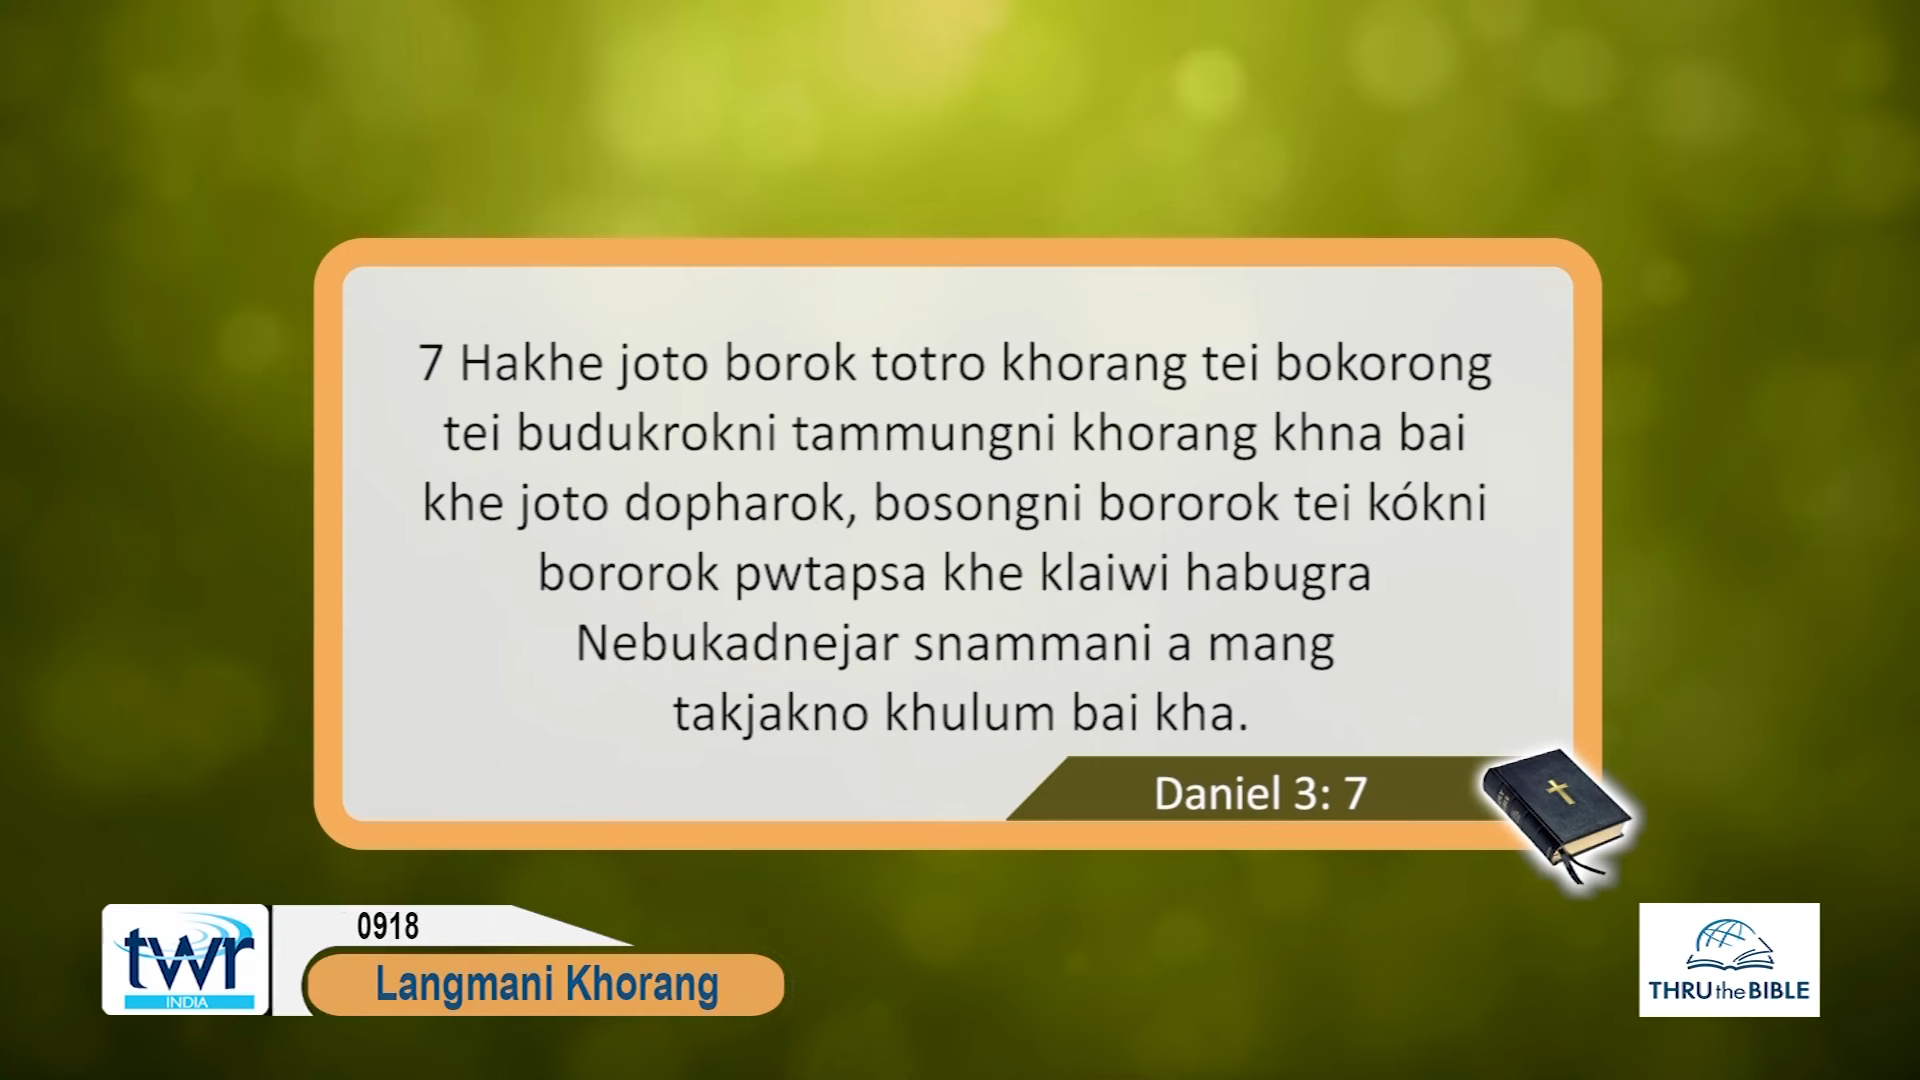 7 Hakhe joto borok totro khorang tei bokorong
tei budukrokni tammungni khorang khna bai
khe joto dopharok, bosongni bororok tei kókni
bororok pwtapsa khe klaiwi habugra
Nebukadnejar snammani a mang
takjakno khulum bai kha.
Daniel 3: 7
twr
INDIA
0918
Langmani Khorang
THRU the BIBLE